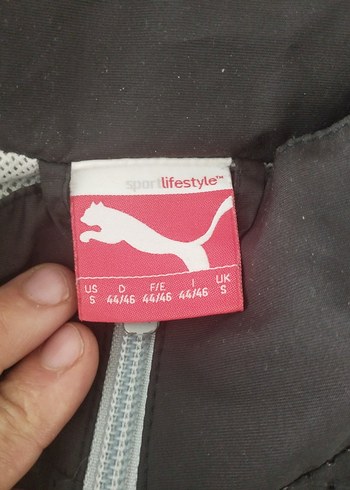 sportlifestyle™
US D F/E I UK
S 44/46 44/46 44/46 S